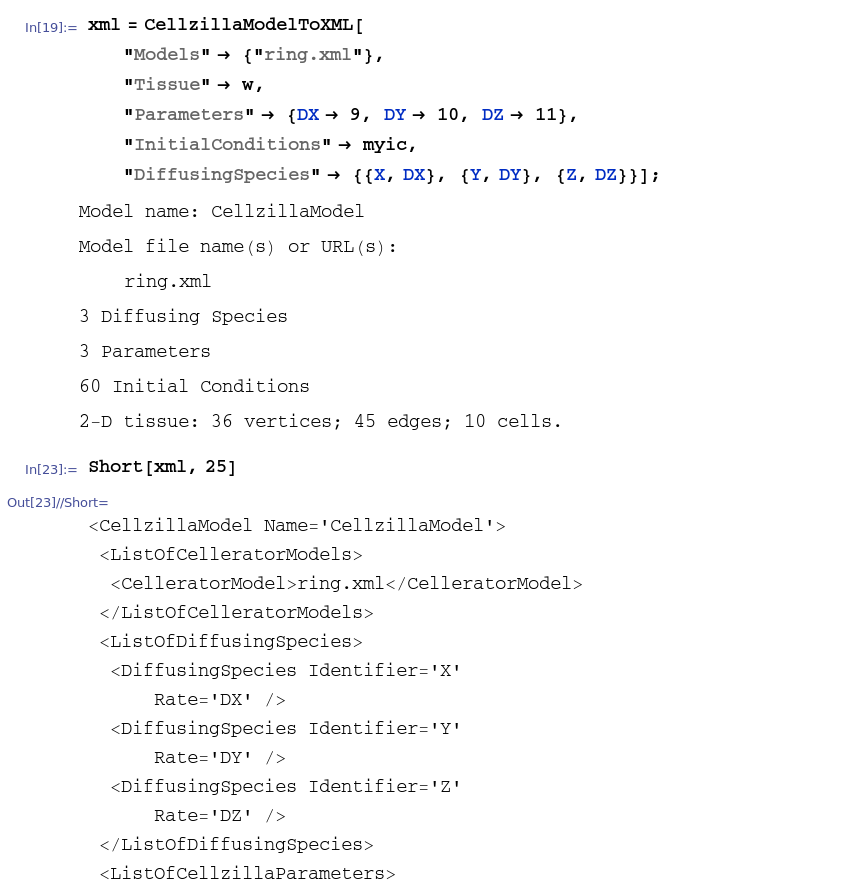 In[19]:= xml = CellzillaModelToXML[
"Models" → {"ring.xml"},
"Tissue" → w,
"Parameters" → {DX → 9, DY → 10, DZ → 11},
"InitialConditions" → myic,
"DiffusingSpecies" → {{X, DX}, {Y, DY}, {Z, DZ}}];
Model name: CellzillaModel
Model file name(s) or URL(s):
ring.xml
3 Diffusing Species
3 Parameters
60 Initial Conditions
2-D tissue: 36 vertices; 45 edges; 10 cells.
In[23]:= Short[xml, 25]
Out[23]//Short=
<CellzillaModel Name='CellzillaModel'>
<ListOfCelleratorModels>
<CelleratorModel>ring.xml</CelleratorModel>
</ListOfCelleratorModels>
<ListOfDiffusingSpecies>
<DiffusingSpecies Identifier='X'
Rate='DX' />
<DiffusingSpecies Identifier='Y'
Rate='DY' />
<DiffusingSpecies Identifier='Z'
Rate='DZ' />
</ListOfDiffusingSpecies>
<ListOfCellzillaParameters>